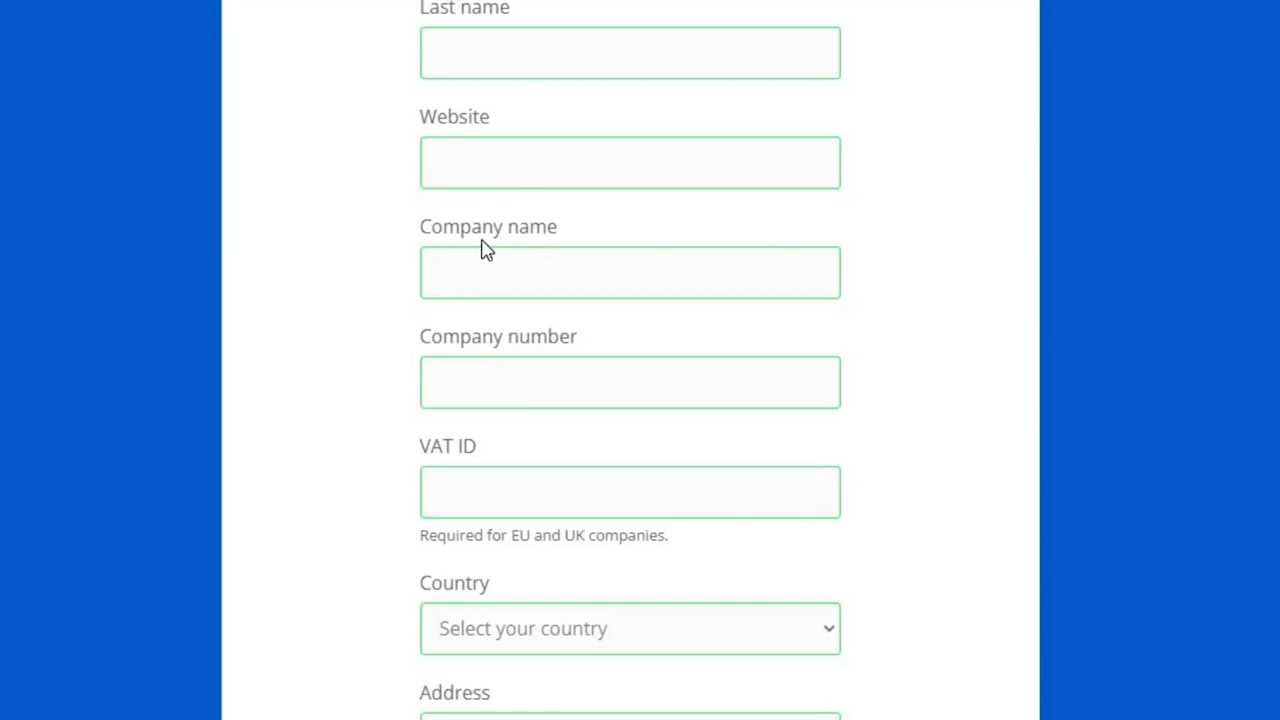 Last name
Website
Company name
Company number
VAT ID
Required for EU and UK companies.
Country
Select your country
Address